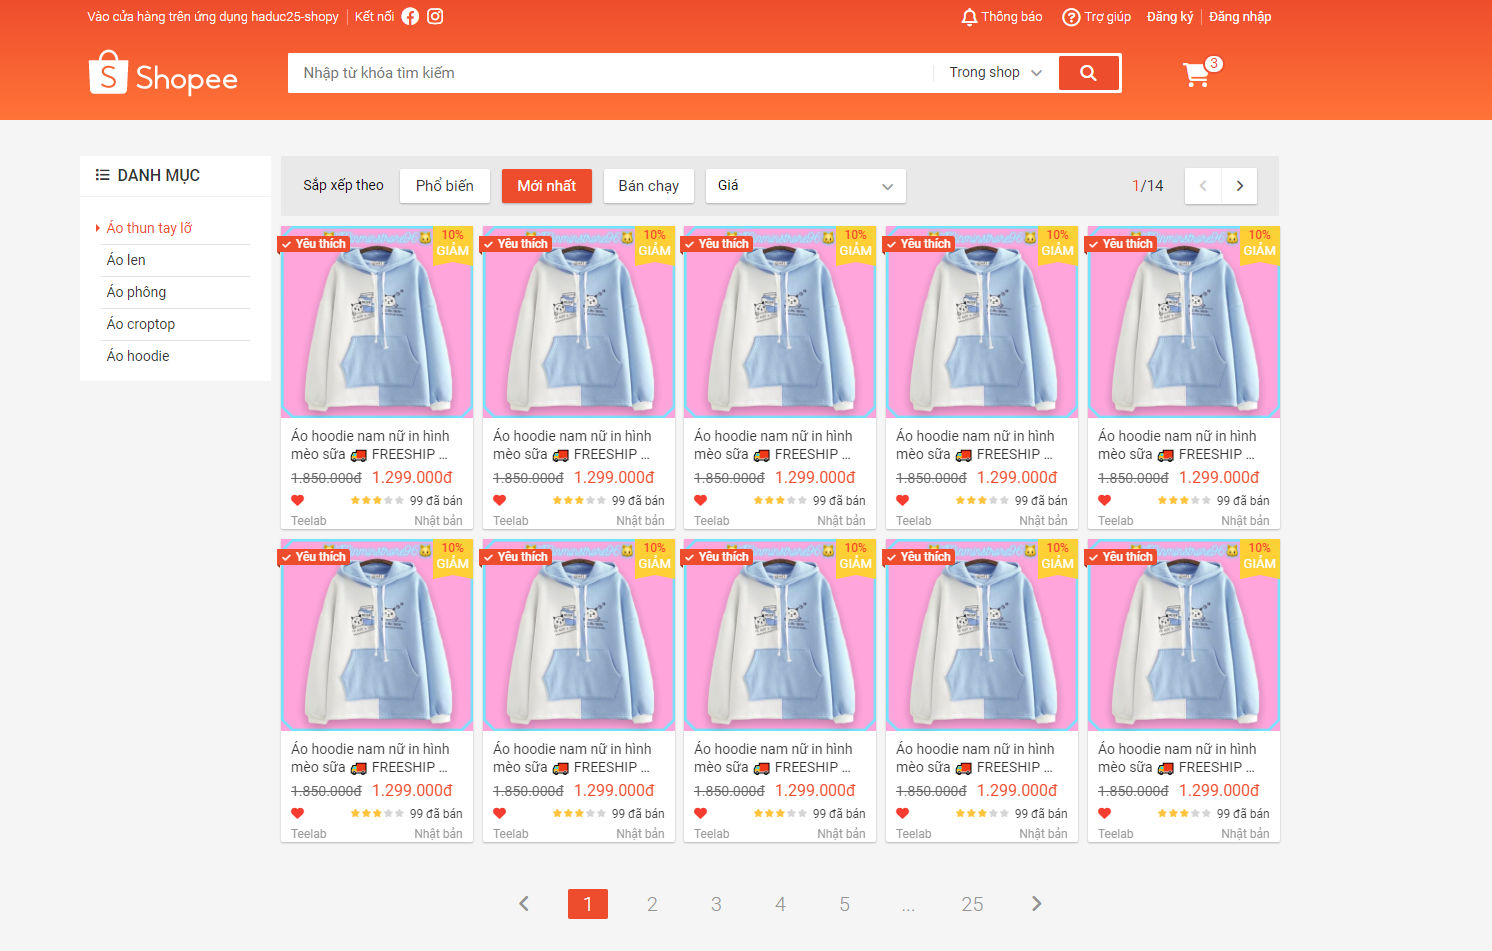 Vào cửa hàng trên ứng dụng haduc25-shopy
Kết nối
Thông báo
Trợ giúp
Đăng ký
Đăng nhập
Shopee
Nhập từ khóa tìm kiếm
Trong shop
3
DANH MỤC
Áo thun tay lỡ
Áo len
Áo phông
Áo croptop
Áo hoodie
Sắp xếp theo
Phổ biến
Mới nhất
Bán chạy
Giá
1/14
Yêu thích
10%
GIẢM
Yêu thích
10%
GIẢM
Yêu thích
10%
GIẢM
Yêu thích
10%
GIẢM
Yêu thích
10%
GIẢM
Áo hoodie nam nữ in hình
mèo sữa 🚚 FREESHIP ...
1.850.000đ 1.299.000đ
99 đã bán
Teelab Nhật bản
Áo hoodie nam nữ in hình
mèo sữa 🚚 FREESHIP ...
1.850.000đ 1.299.000đ
99 đã bán
Teelab Nhật bản
Áo hoodie nam nữ in hình
mèo sữa 🚚 FREESHIP ...
1.850.000đ 1.299.000đ
99 đã bán
Teelab Nhật bản
Áo hoodie nam nữ in hình
mèo sữa 🚚 FREESHIP ...
1.850.000đ 1.299.000đ
99 đã bán
Teelab Nhật bản
Áo hoodie nam nữ in hình
mèo sữa 🚚 FREESHIP ...
1.850.000đ 1.299.000đ
99 đã bán
Teelab Nhật bản
Yêu thích
10%
GIẢM
Yêu thích
10%
GIẢM
Yêu thích
10%
GIẢM
Yêu thích
10%
GIẢM
Yêu thích
10%
GIẢM
Áo hoodie nam nữ in hình
mèo sữa 🚚 FREESHIP ...
1.850.000đ 1.299.000đ
99 đã bán
Teelab Nhật bản
Áo hoodie nam nữ in hình
mèo sữa 🚚 FREESHIP ...
1.850.000đ 1.299.000đ
99 đã bán
Teelab Nhật bản
Áo hoodie nam nữ in hình
mèo sữa 🚚 FREESHIP ...
1.850.000đ 1.299.000đ
99 đã bán
Teelab Nhật bản
Áo hoodie nam nữ in hình
mèo sữa 🚚 FREESHIP ...
1.850.000đ 1.299.000đ
99 đã bán
Teelab Nhật bản
Áo hoodie nam nữ in hình
mèo sữa 🚚 FREESHIP ...
1.850.000đ 1.299.000đ
99 đã bán
Teelab Nhật bản
1 2 3 4 5 ... 25